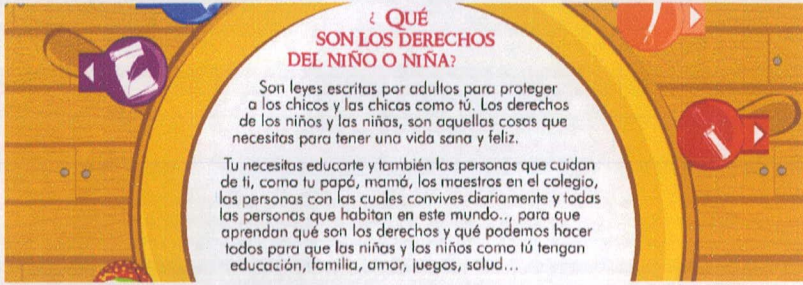 ¿ QUÉ
SON LOS DERECHOS
DEL NIÑO O NIÑA?
Son leyes escritas por adultos para proteger
a los chicos y las chicas como tú. Los derechos
de los niños y las niñas, son aquellas cosas que
necesitas para tener una vida sana y feliz.
Tu necesitas educarte y también las personas que cuidan
de ti, como tu papá, mamá, los maestros en el colegio,
las personas con las cuales convives diariamente y todas
las personas que habitan en este mundo.., para que
aprendan qué son los derechos y qué podemos hacer
todos para que las niñas y los niños como tú tengan
educación, familia, amor, juegos, salud...